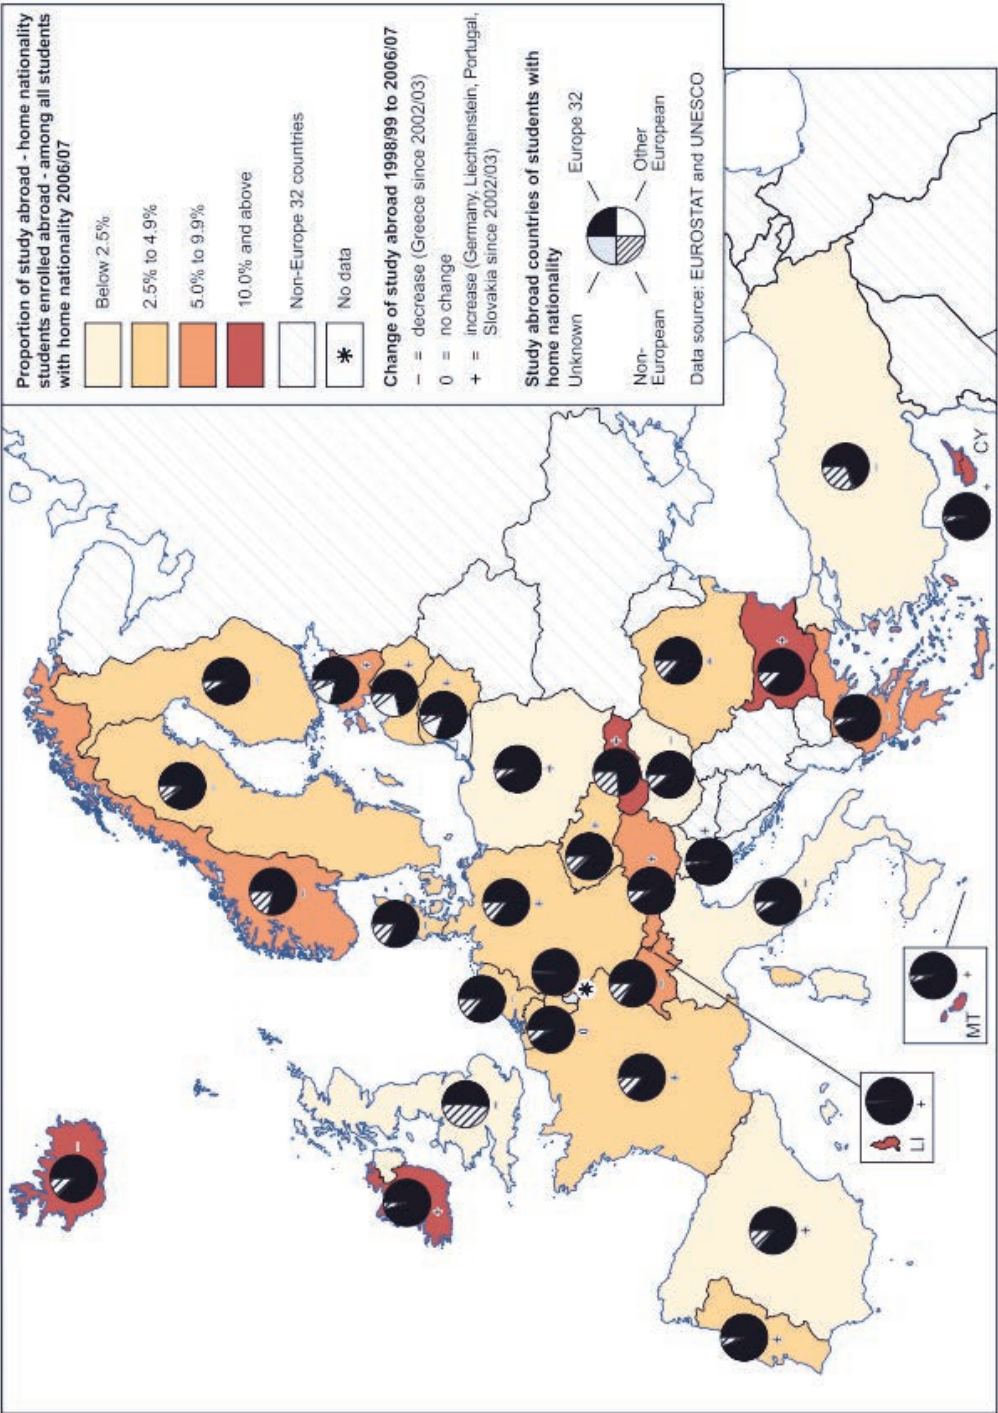 Proportion of study abroad - home nationality
students enrolled abroad - among all students
with home nationality 2006/07
Below 2.5%
2.5% to 4.9%
5.0% to 9.9%
10.0% and above
Non-Europe 32 countries
* No data
Change of study abroad 1998/99 to 2006/07
– = decrease (Greece since 2002/03)
0 = no change
+ = increase (Germany, Liechtenstein, Portugal,
Slovakia since 2002/03)
Study abroad countries of students with
home nationality
Unknown
Europe 32
Non-
European
Other
European
Data source: EUROSTAT and UNESCO
CY
MT
LI